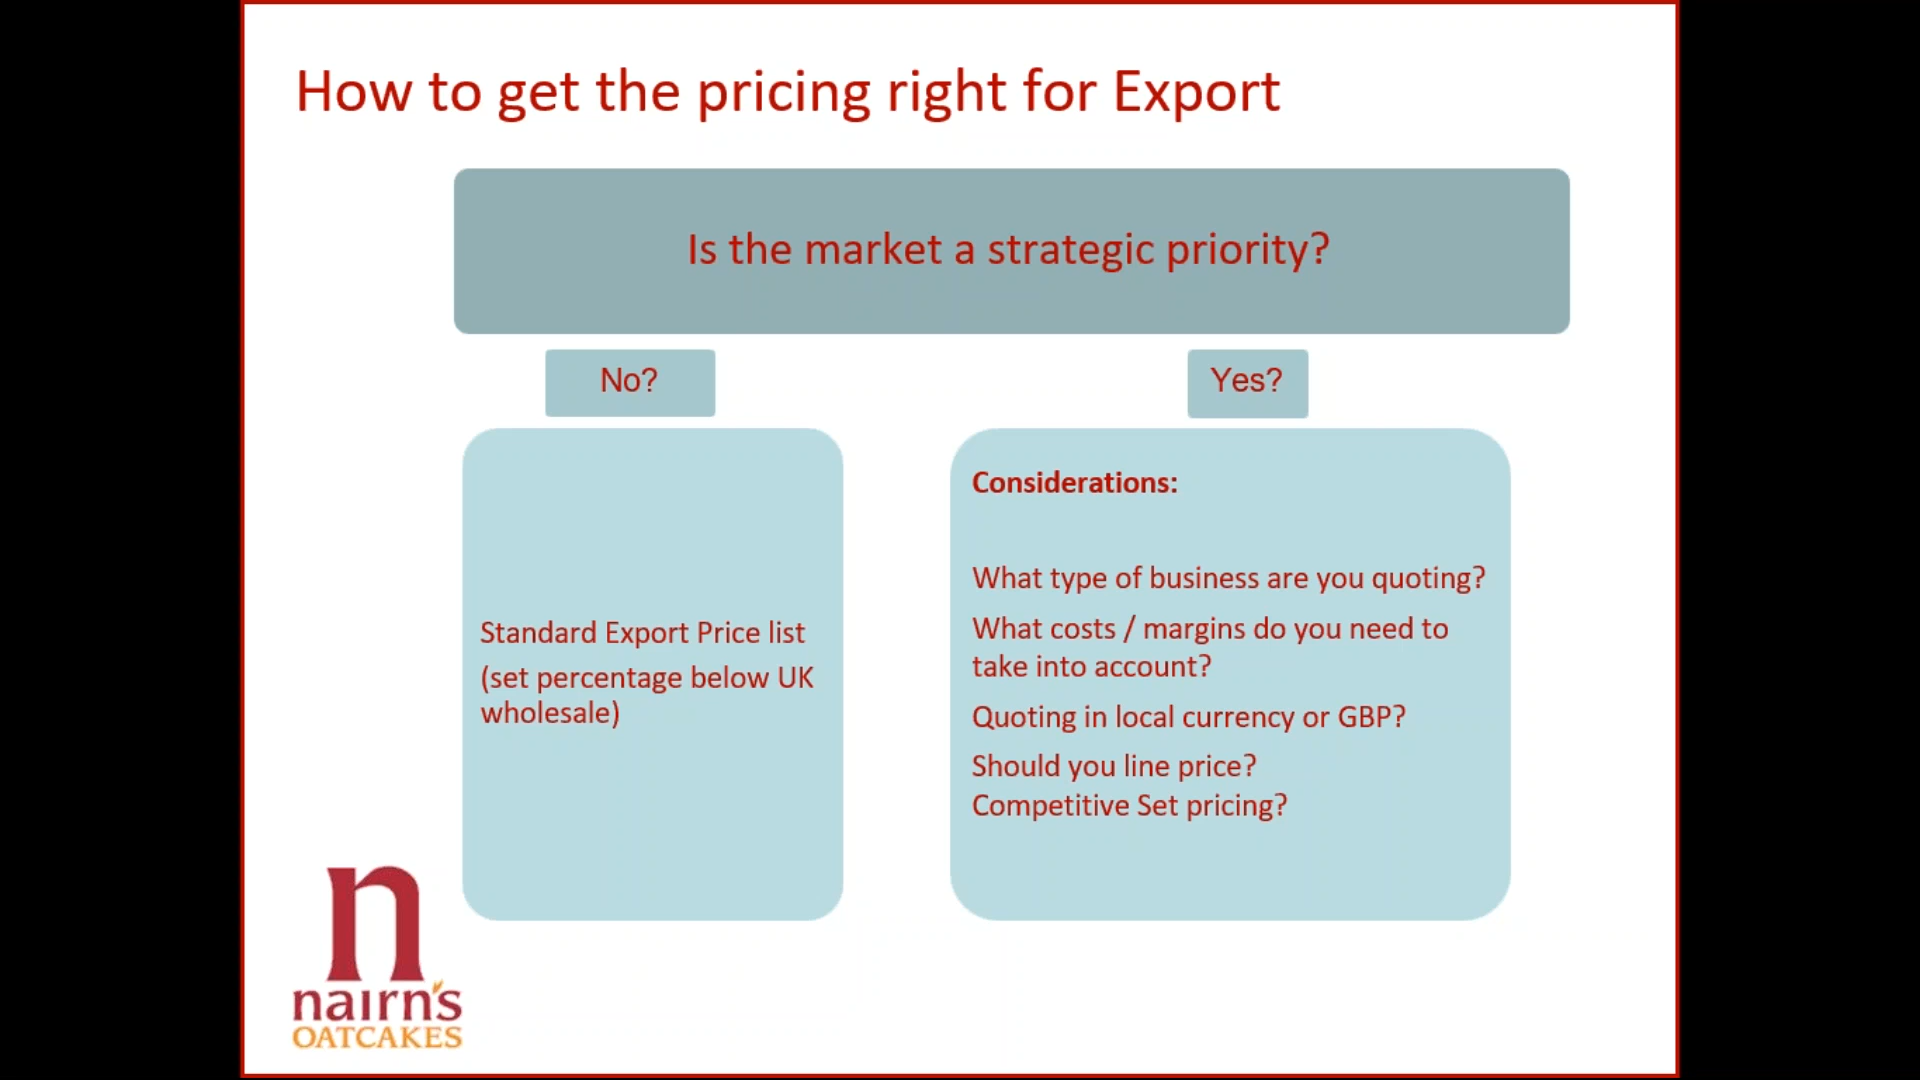 How to get the pricing right for Export
Is the market a strategic priority?
No?
Yes?
Standard Export Price list
(set percentage below UK
wholesale)
Considerations:
What type of business are you quoting?
What costs / margins do you need to
take into account?
Quoting in local currency or GBP?
Should you line price?
Competitive Set pricing?
n
nairn's
OATCAKES